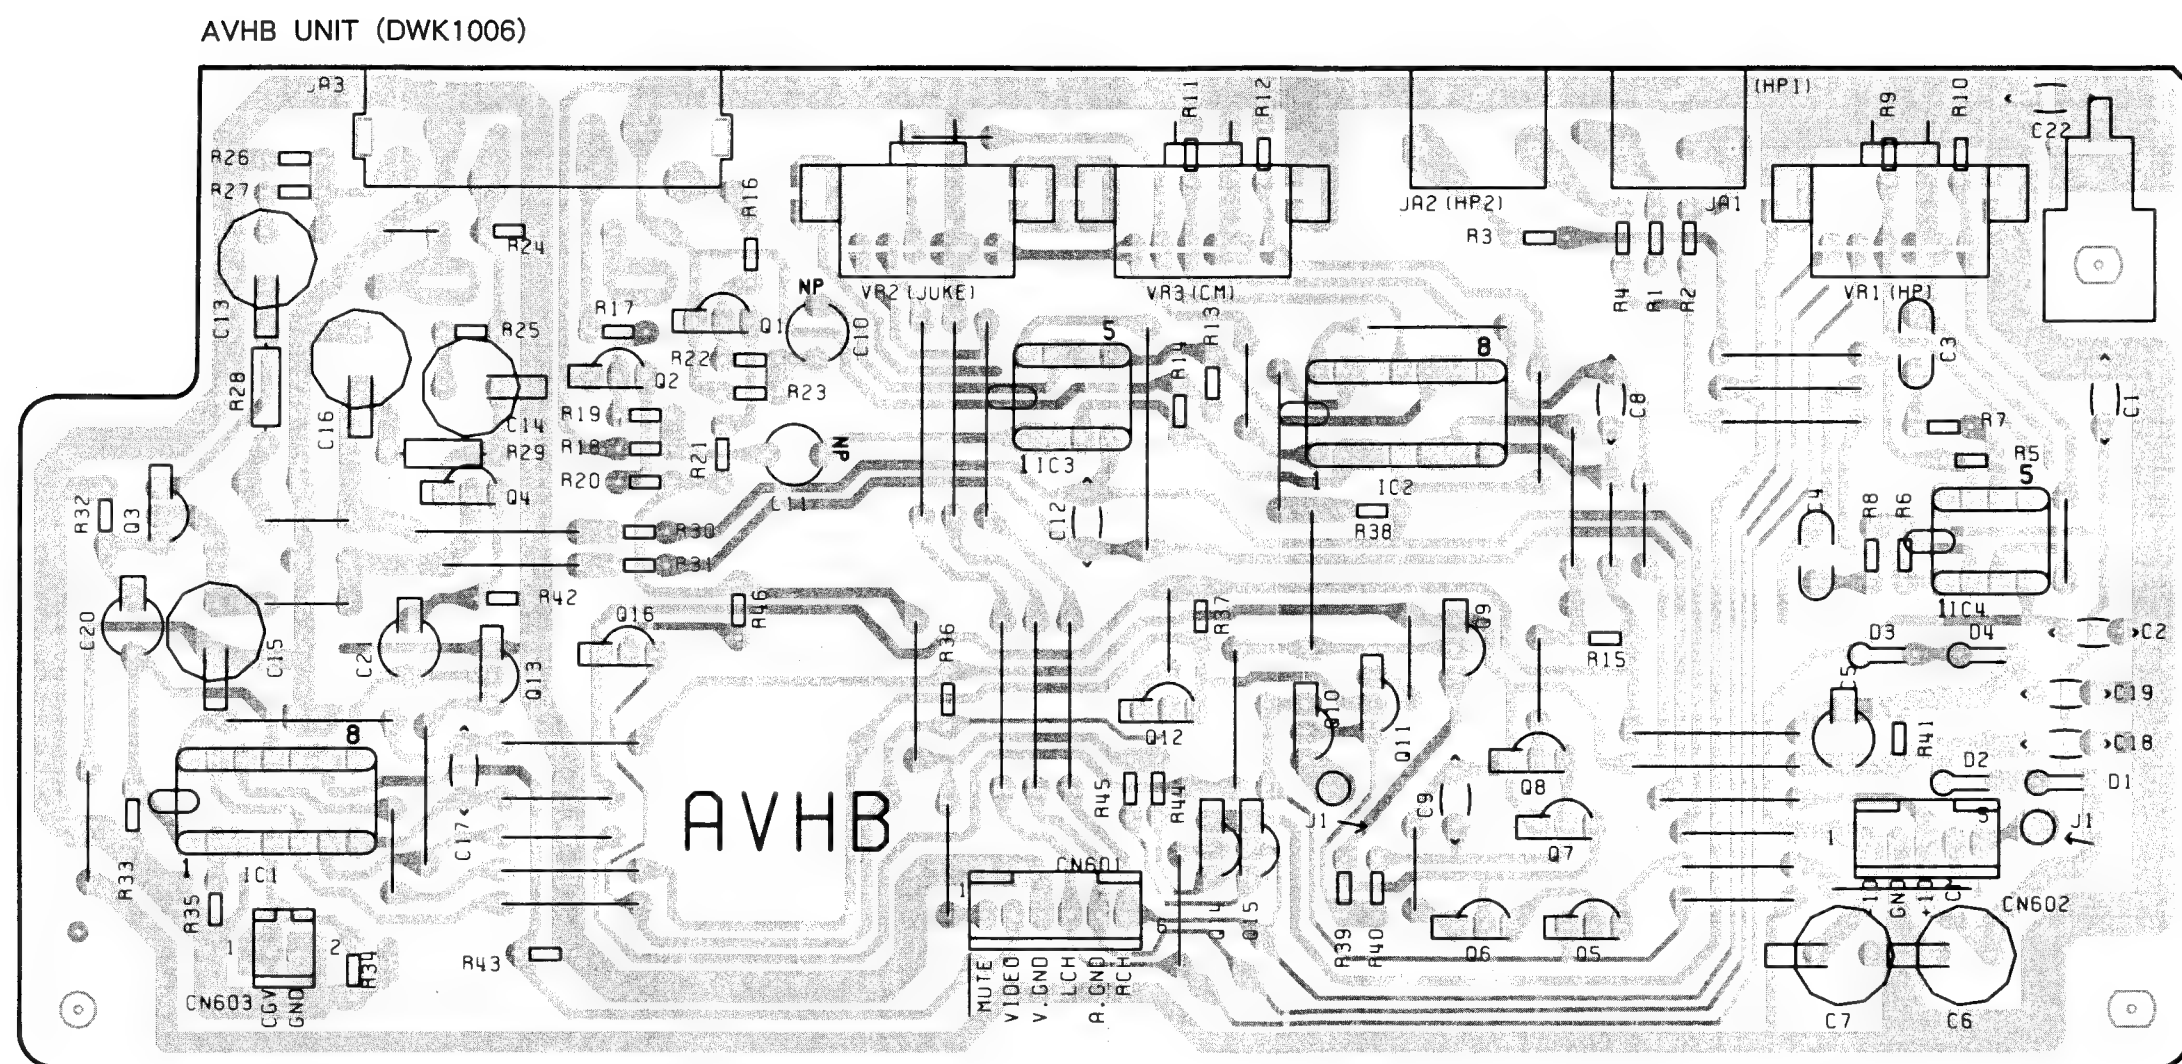 AVHB UNIT (DWK1006)
JA3
R11
R12
(HP1)
R9
R10
C22
R26
R27
R16
JA2 (HP2)
JA1
R24
R3
C13
NP
VR2 (JUKE)
VR3 (CM)
R4
R1
R2
VR1 (HP)
R17
Q1
C10
R25
R22
Q2
R23
5
R13
R14
8
C3
C8
C1
R28
C16
C14
R19
R18
R20
R21
NP
R29
Q4
C11
1 IC3
1
IC2
R7
R5
5
R32
Q3
C12
R38
C4
R8
R6
R30
R31
R42
1 IC4
C20
C15
C21
Q13
Q16
R46
R36
R37
Q9
R15
D3
D4
C2
C5
C19
C18
8
Q12
Q10
Q11
Q8
R41
D2
D1
C17
R45
R44
C9
J1
Q7
1
9
J1
AVHB
R33
1
IC1
CN601
1
6
R35
1
2
R34
CN603
CGV
GND
R43
MUTE
VIDEO
V.GND
LCH
A.GND
RCH
Q15
R39
R40
Q6
Q5
GND
CN602
C7
C6